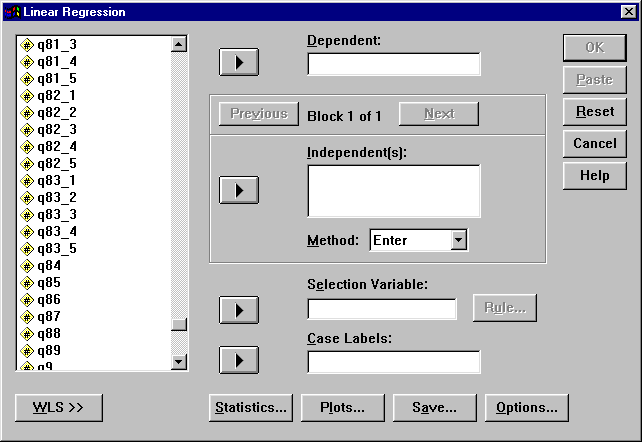 Linear Regression
q81_3
q81_4
q81_5
q82_1
q82_2
q82_3
q82_4
q82_5
q83_1
q83_2
q83_3
q83_4
q83_5
q84
q85
q86
q87
q88
q89
q9
WLS >>
Dependent:
Previous
Block 1 of 1
Next
Independent(s):
Method: Enter
Selection Variable:
Rule...
Case Labels:
Statistics...
Plots...
Save...
Options...
OK
Paste
Reset
Cancel
Help